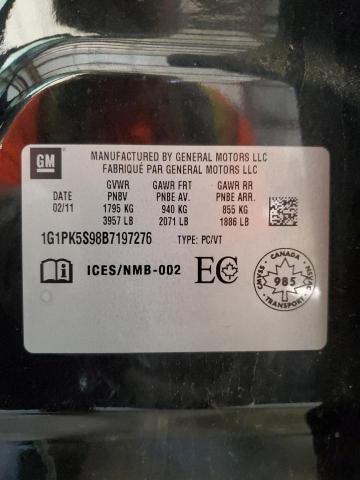 GM
MANUFACTURED BY GENERAL MOTORS LLC
FABRIQUÉ PAR GENERAL MOTORS LLC
DATE
02/11
GVWR
PNBV
1795 KG
3957 LB
GAWR FRT
PNBE AV.
940 KG
2071 LB
GAWR RR
PNBE ARR.
855 KG
1886 LB
1G1PK5S98B7197276 TYPE: PC/VT
i ICES/NMB-002 EC
CANADA
CMVSS
NSVAC
985
TRANSPORT